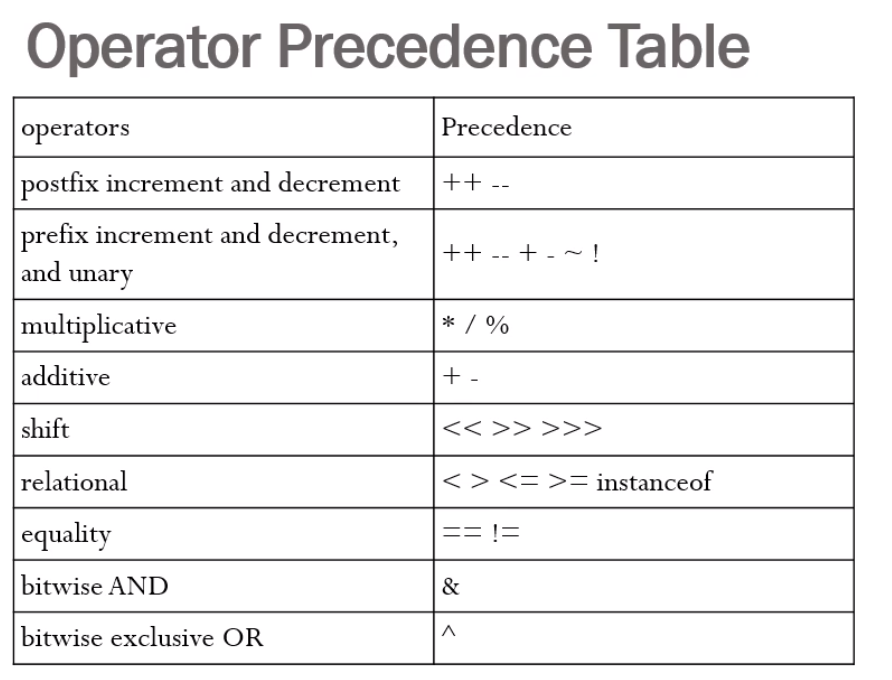 Operator Precedence Table
operators Precedence
postfix increment and decrement ++ --
prefix increment and decrement,
and unary ++ -- + - ~ !
multiplicative * / %
additive + -
shift << >> >>>
relational < > <= >= instanceof
equality == !=
bitwise AND &
bitwise exclusive OR ^